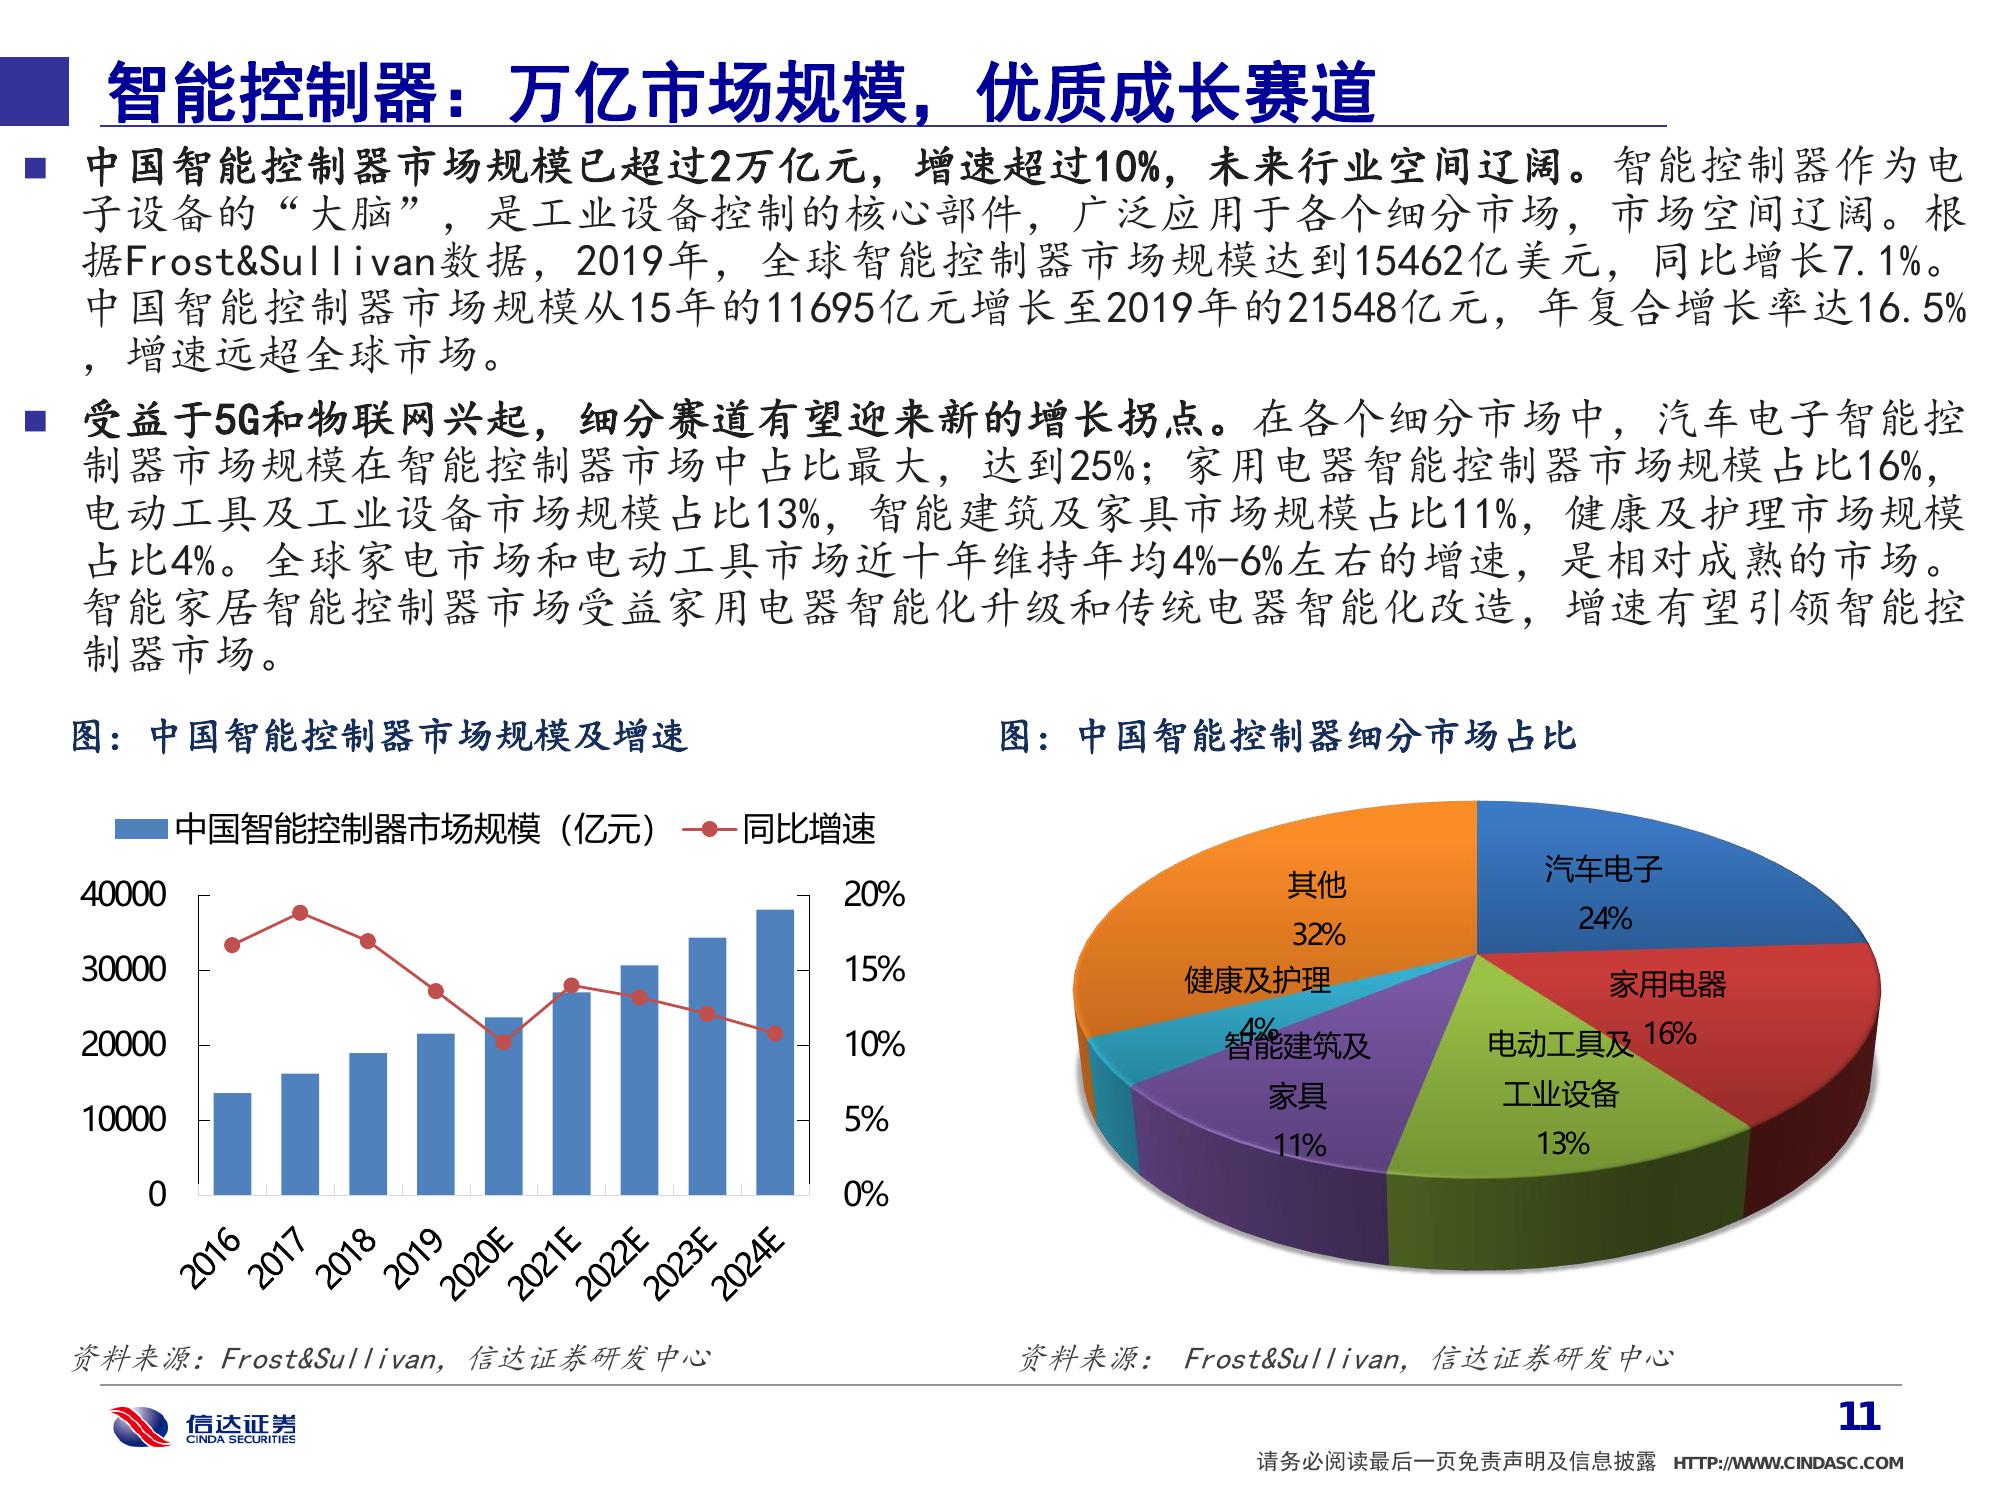 智能控制器：万亿市场规模，优质成长赛道
中国智能控制器市场规模已超过2万亿元，增速超过10%，未来行业空间辽阔。智能控制器作为电
子设备的“大脑”，是工业设备控制的核心部件，广泛应用于各个细分市场，市场空间辽阔。根
据Frost&Sullivan数据，2019年，全球智能控制器市场规模达到15462亿美元，同比增长7.1%。
中国智能控制器市场规模从15年的11695亿元增长至2019年的21548亿元，年复合增长率达16.5%
，增速远超全球市场。
受益于5G和物联网兴起，细分赛道有望迎来新的增长拐点。在各个细分市场中，汽车电子智能控
制器市场规模在智能控制器市场中占比最大，达到25%；家用电器智能控制器市场规模占比16%，
电动工具及工业设备市场规模占比13%，智能建筑及家具市场规模占比11%，健康及护理市场规模
占比4%。全球家电市场和电动工具市场近十年维持年均4%-6%左右的增速，是相对成熟的市场。
智能家居智能控制器市场受益家用电器智能化升级和传统电器智能化改造，增速有望引领智能控
制器市场。
图：中国智能控制器市场规模及增速
中国智能控制器市场规模（亿元）
同比增速
40000
30000
20000
10000
0
20%
15%
10%
5%
0%
2016
2017
2018
2019
2020E
2021E
2022E
2023E
2024E
资料来源：Frost&Sullivan，信达证券研发中心
图：中国智能控制器细分市场占比
汽车电子
24%
家用电器
16%
电动工具及
工业设备
13%
智能建筑及
家具
11%
健康及护理
4%
其他
32%
资料来源： Frost&Sullivan，信达证券研发中心
信达证券
CINDA SECURITIES
11
请务必阅读最后一页免责声明及信息披露 HTTP://WWW.CINDASC.COM